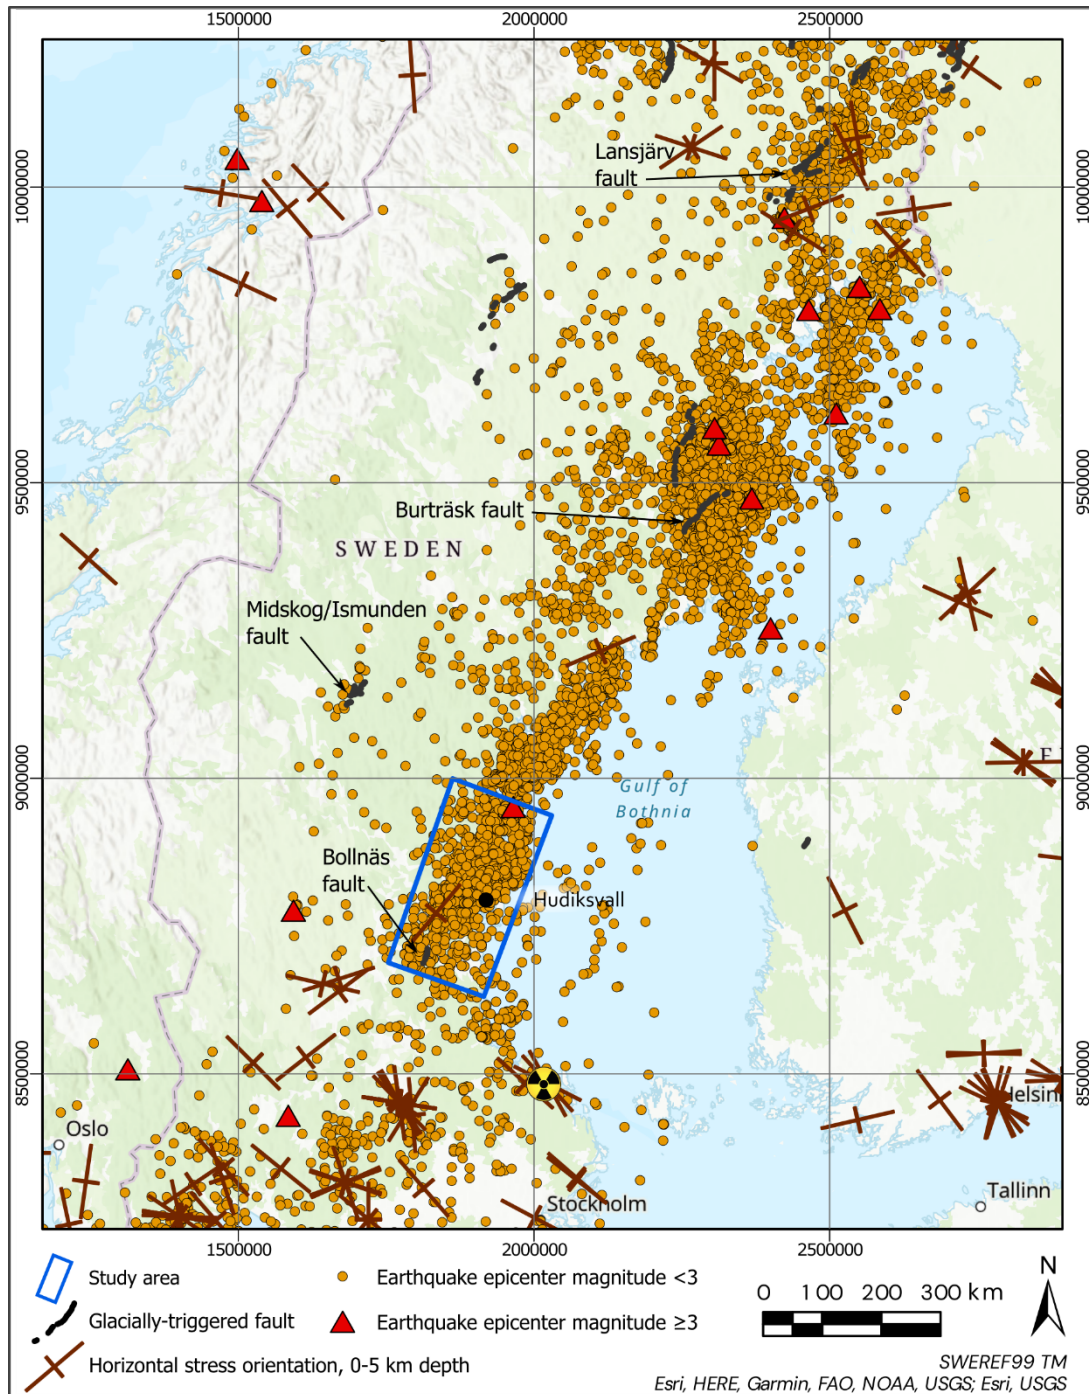 1500000
2000000
2500000
Lansjärv
fault
10000000
10000000
9500000
9500000
Burträsk fault
SWEDEN
Midskog/Ismunden
fault
9000000
9000000
Gulf of
Bothnia
Bollnäs
fault
Hudiksvall
8500000
8500000
Oslo
Helsin
Stockholm
Tallinn
1500000
2000000
2500000
Study area
Earthquake epicenter magnitude <3
Glacially-triggered fault
Earthquake epicenter magnitude ≥3
Horizontal stress orientation, 0-5 km depth
0 100 200 300 km
N
SWEREF99 TM
Esri, HERE, Garmin, FAO, NOAA, USGS; Esri, USGS